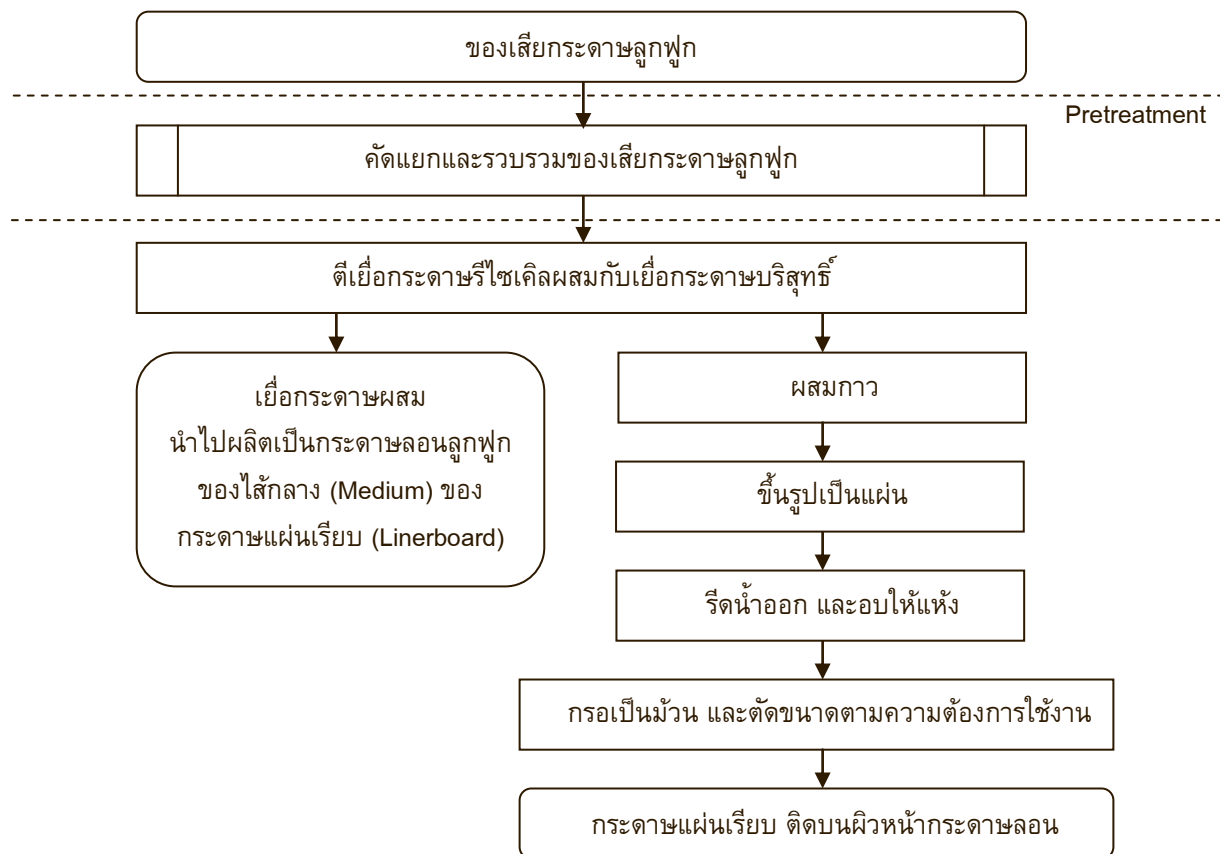 ของเสียกระดาษลูกฟูก
Pretreatment
คัดแยกและรวบรวมของเสียกระดาษลูกฟูก
ตีเยื่อกระดาษรีไซเคิลผสมกับเยื่อกระดาษบริสุทธิ์
เยื่อกระดาษผสม
นำไปผลิตเป็นกระดาษลอนลูกฟูก
ของไส้กลาง (Medium) ของ
กระดาษแผ่นเรียบ (Linerboard)
ผสมกาว
ขึ้นรูปเป็นแผ่น
รีดน้ำออก และอบให้แห้ง
กรอเป็นม้วน และตัดขนาดตามความต้องการใช้งาน
กระดาษแผ่นเรียบ ติดบนผิวหน้ากระดาษลอน